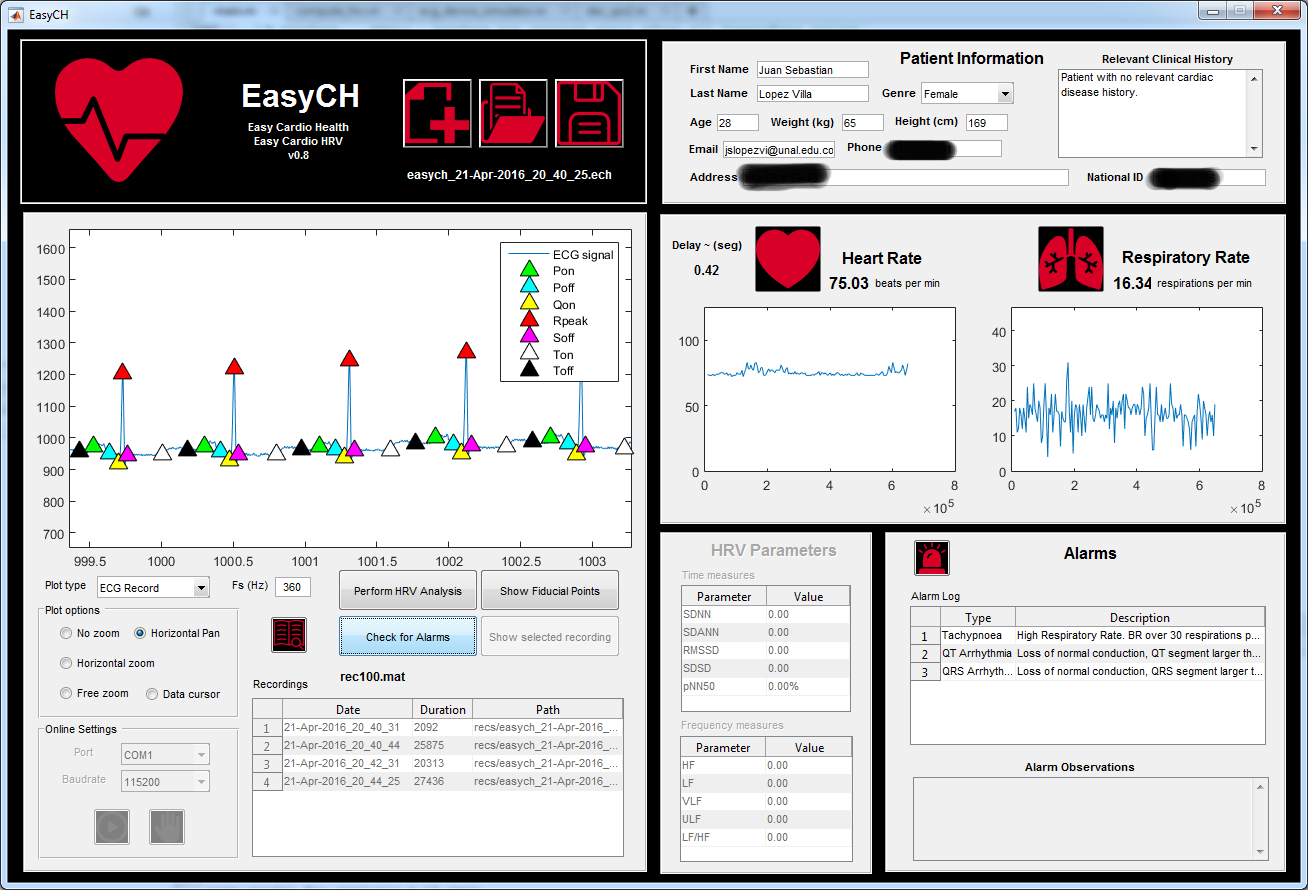 EasyCH
EasyCH
Easy Cardio Health
Easy Cardio HRV
v0.8
easych_21-Apr-2016_20_40_25.ech
Patient Information
First Name Juan Sebastian
Last Name Lopez Villa Genre Female
Age 28 Weight (kg) 65 Height (cm) 169
Email jslopezvi@unal.edu.co Phone
Address
Relevant Clinical History
Patient with no relevant cardiac
disease history.
National ID
1600
1500
1400
1300
1200
1100
1000
900
800
700
999.5 1000 1000.5 1001 1001.5 1002 1002.5 1003
ECG signal
Pon
Poff
Qon
Rpeak
Soff
Ton
Toff
Delay ~ (seg)
0.42
Heart Rate
75.03 beats per min
100
50
0
0 2 4 6 8
×10^5
Respiratory Rate
16.34 respirations per min
40
30
20
10
0
0 2 4 6 8
×10^5
Plot type ECG Record Fs (Hz) 360
Perform HRV Analysis Show Fiducial Points
Check for Alarms Show selected recording
Plot options
No zoom Horizontal Pan
Horizontal zoom
Free zoom Data cursor
rec100.mat
Online Settings
Port COM1
Baudrate 115200
Recordings
Date Duration Path
1 21-Apr-2016_20_40_31 2092 recs/easych_21-Apr-2016_...
2 21-Apr-2016_20_40_44 25875 recs/easych_21-Apr-2016_...
3 21-Apr-2016_20_42_31 20313 recs/easych_21-Apr-2016_...
4 21-Apr-2016_20_44_25 27436 recs/easych_21-Apr-2016_...
HRV Parameters
Time measures
Parameter Value
SDNN 0.00
SDANN 0.00
RMSSD 0.00
SDSD 0.00
pNN50 0.00%
Frequency measures
Parameter Value
HF 0.00
LF 0.00
VLF 0.00
ULF 0.00
LF/HF 0.00
Alarms
Alarm Log
Type Dcription
1 Tachypnoea High Respiratory Rate. BR over 30 respirations p...
2 QT Arrhythmia Loss of normal conduction, QT segment larger th...
3 QRS Arrhyth... Loss of normal conduction, QRS segment larger t...
Alarm Observations